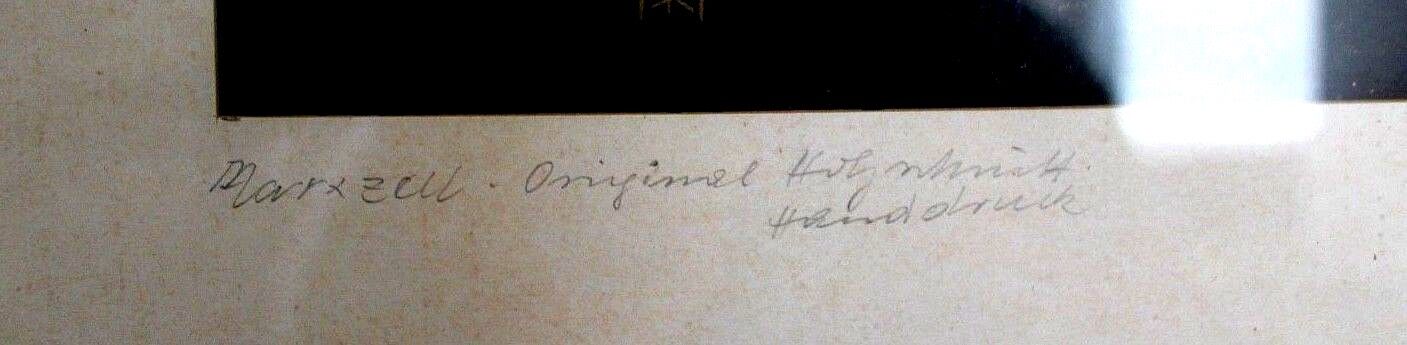 Marxzell. Original Holzschnitt.
Handdruck